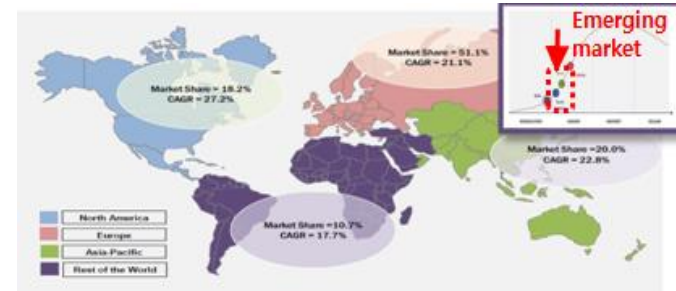 Emerging
market
Market Share = 51.1%
CAGR = 21.1%
Market Share = 18.2%
CAGR = 27.2%
Market Share =20.0%
CAGR = 22.8%
Market Share =10.7%
CAGR = 17.7%
North America
Europe
Asia-Pacific
Rest of the World